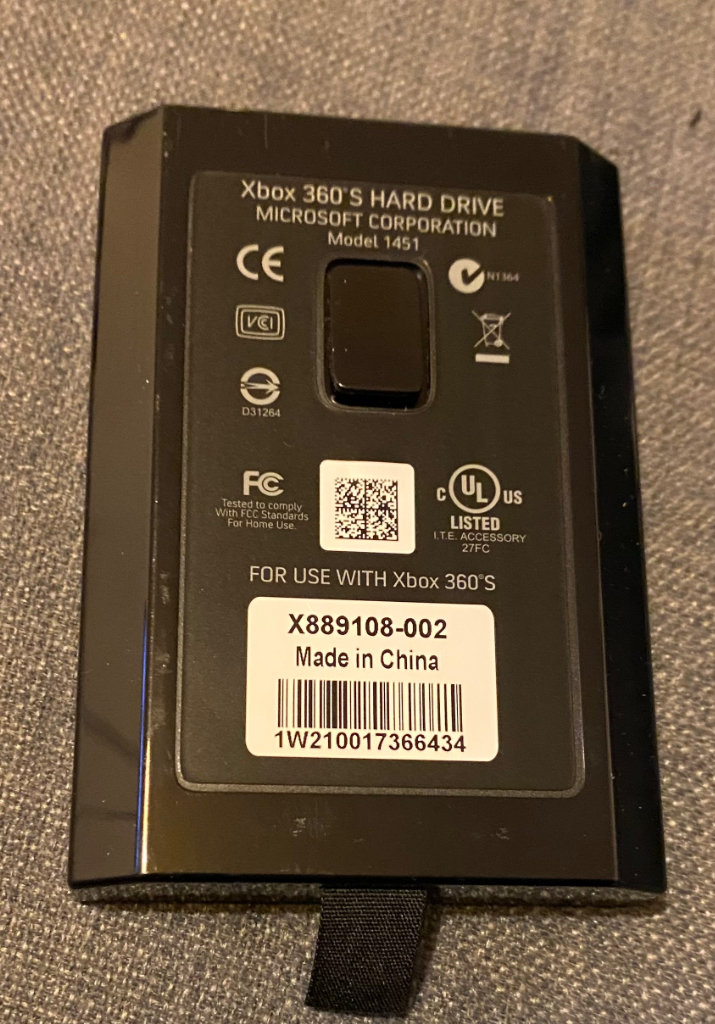 Xbox 360°S HARD DRIVE
MICROSOFT CORPORATION
Model 1451
CE
N1364
VCI
D31264
FC
Tested to comply
With FCC Standards
For Home Use.
C UL US
LISTED
I.T.E. ACCESSORY
27FC
FOR USE WITH Xbox 360°S
X889108-002
Made in China
1W210017366434